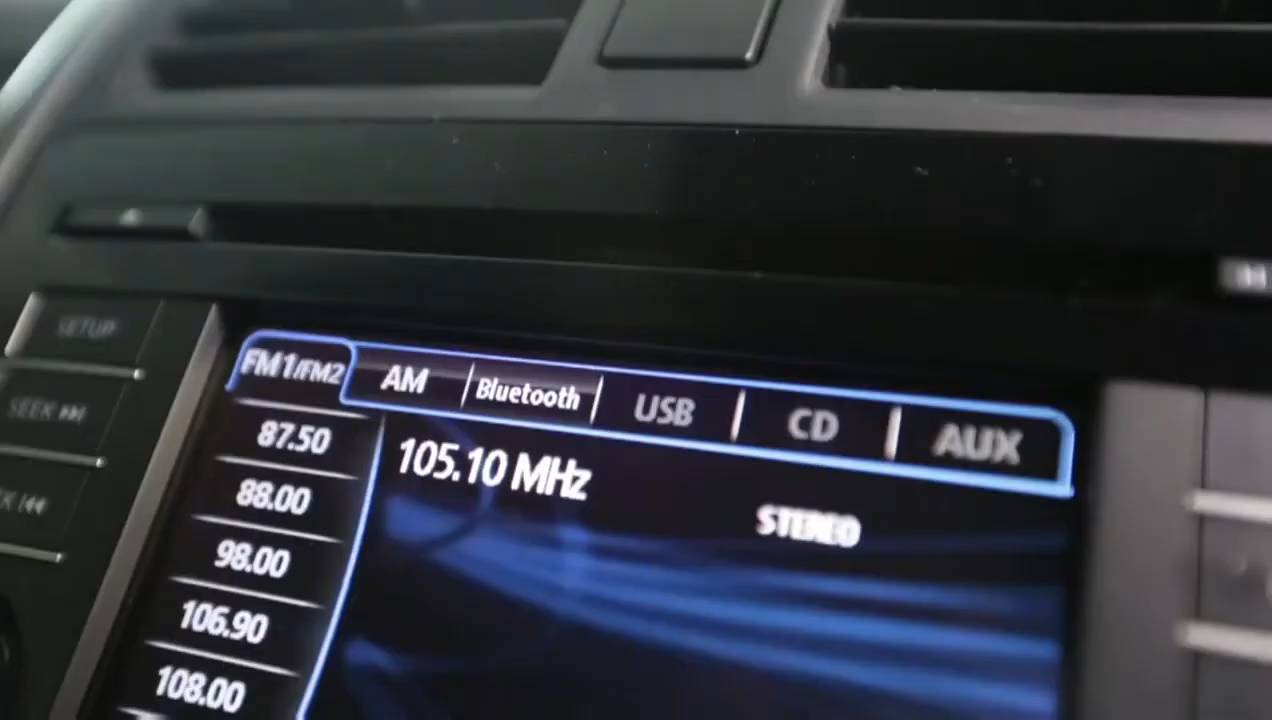 SETUP
SEEK
FM1/FM2 AM Bluetooth USB CD AUX
87.50
105.10 MHz
88.00
STEREO
98.00
106.90
108.00